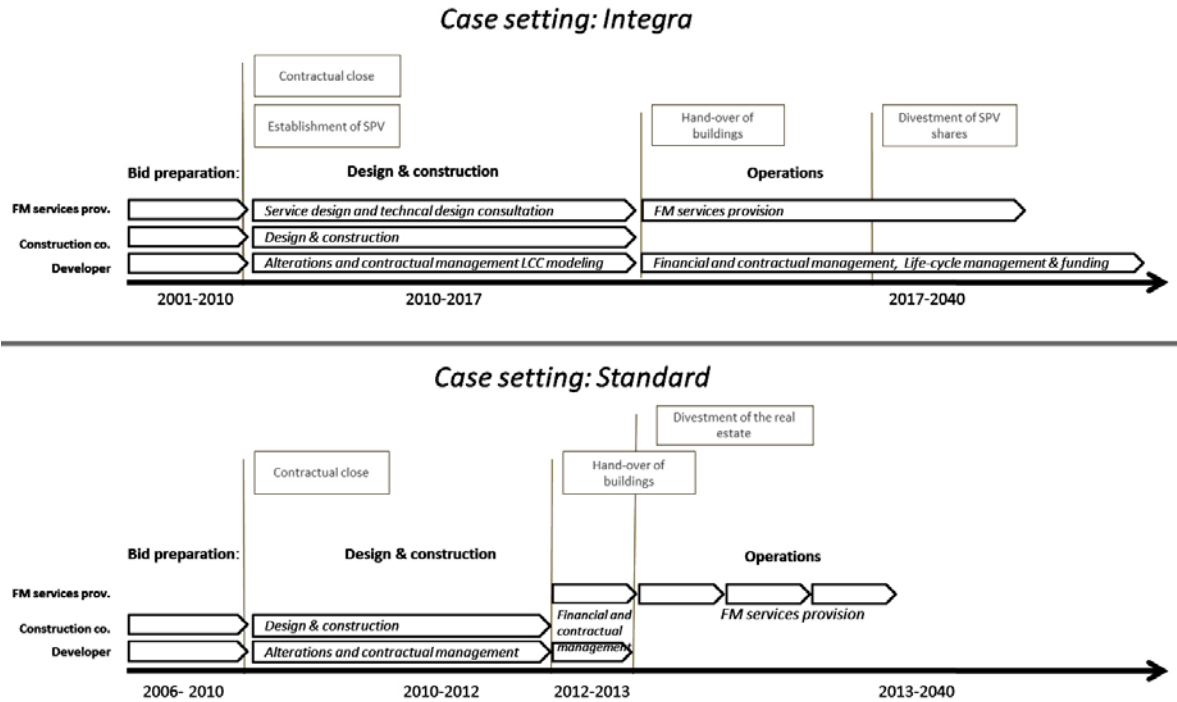 Case setting: Integra
Contractual close
Establishment of SPV
Hand-over of
buildings
Divestment of SPV
shares
Bid preparation:
Design & construction
Operations
FM services prov.
Service design and techncal design consultation
FM services provision
Construction co.
Design & construction
Developer
Alterations and contractual management LCC modeling
Financial and contractual management, Life-cycle management & funding
2001-2010
2010-2017
2017-2040
Case setting: Standard
Divestment of the real
estate
Contractual close
Hand-over of
buildings
Bid preparation:
Design & construction
Operations
FM services prov.
FM services provision
Construction co.
Design & construction
Financial and
contractual
management
Developer
Alterations and contractual management
2006- 2010
2010-2012
2012-2013
2013-2040